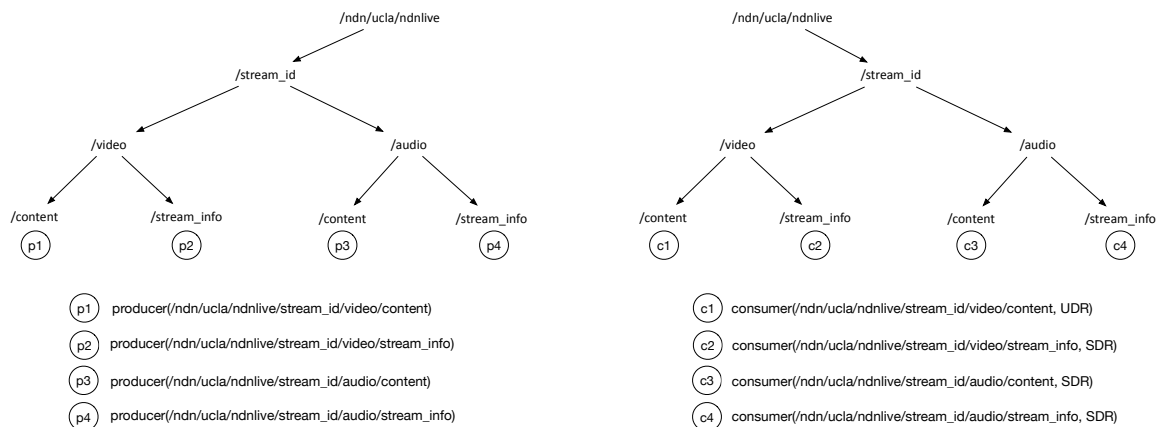 /ndn/ucla/ndnlive
/stream_id
/video
/audio
/content
/stream_info
/content
/stream_info
p1
p2
p3
p4
p1 producer(/ndn/ucla/ndnlive/stream_id/video/content)
p2 producer(/ndn/ucla/ndnlive/stream_id/video/stream_info)
p3 producer(/ndn/ucla/ndnlive/stream_id/audio/content)
p4 producer(/ndn/ucla/ndnlive/stream_id/audio/stream_info)
/ndn/ucla/ndnlive
/stream_id
/video
/audio
/content
/stream_info
/content
/stream_info
c1
c2
c3
c4
c1 consumer(/ndn/ucla/ndnlive/stream_id/video/content, UDR)
c2 consumer(/ndn/ucla/ndnlive/stream_id/video/stream_info, SDR)
c3 consumer(/ndn/ucla/ndnlive/stream_id/audio/content, SDR)
c4 consumer(/ndn/ucla/ndnlive/stream_id/audio/stream_info, SDR)